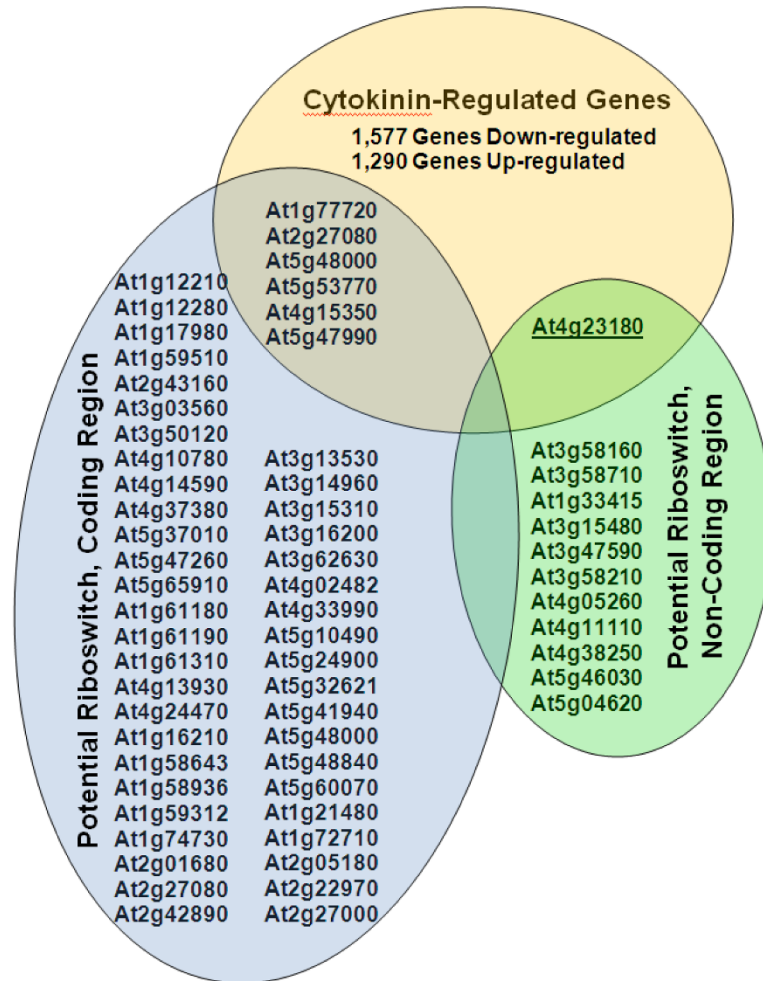 Cytokinin-Regulated Genes
1,577 Genes Down-regulated
1,290 Genes Up-regulated
At1g77720
At2g27080
At5g48000
At5g53770
At4g15350
At5g47990
At4g23180
Potential Riboswitch, Coding Region
At1g12210
At1g12280
At1g17980
At1g59510
At2g43160
At3g03560
At3g50120
At4g10780
At4g14590
At4g37380
At5g37010
At5g47260
At5g65910
At1g61180
At1g61190
At1g61310
At4g13930
At4g24470
At1g16210
At1g58643
At1g58936
At1g59312
At1g74730
At2g01680
At2g27080
At2g42890
At3g13530
At3g14960
At3g15310
At3g16200
At3g62630
At4g02482
At4g33990
At5g10490
At5g24900
At5g32621
At5g41940
At5g48000
At5g48840
At5g60070
At1g21480
At1g72710
At2g05180
At2g22970
At2g27000
At3g58160
At3g58710
At1g33415
At3g15480
At3g47590
At3g58210
At4g05260
At4g11110
At4g38250
At5g46030
At5g04620
Potential Riboswitch,
Non-Coding Region